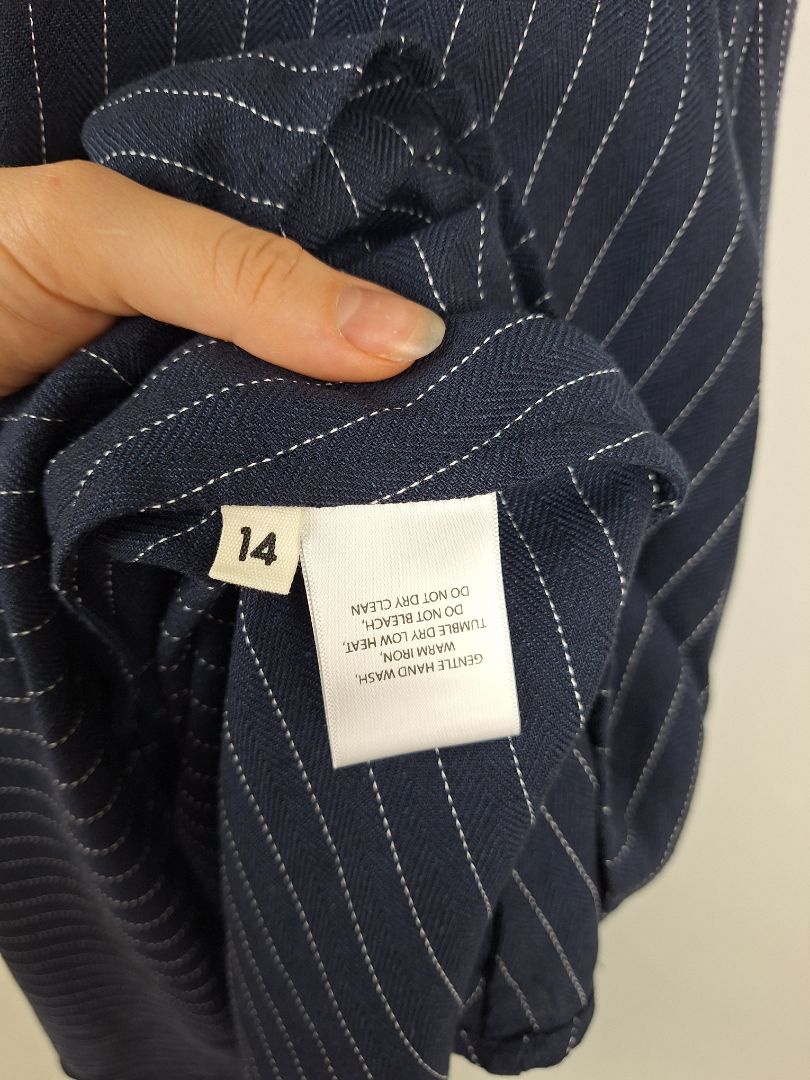 14
GENTLE HAND WASH,
WARM IRON,
TUMBLE DRY LOW HEAT,
DO NOT BLEACH,
DO NOT DRY CLEAN